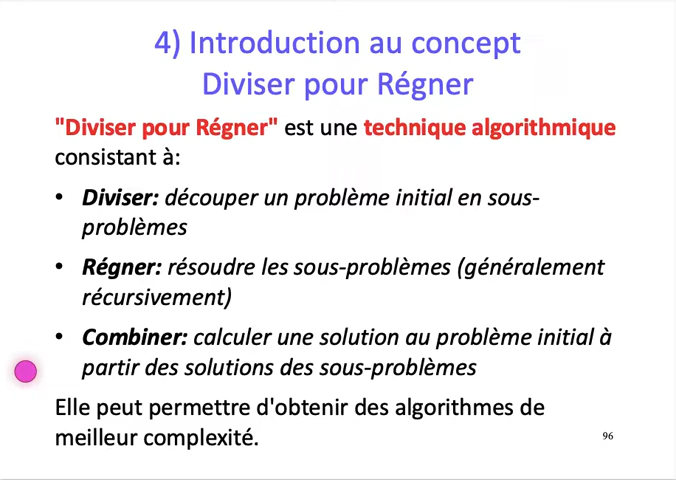 4) Introduction au concept
Diviser pour Régner
"Diviser pour Régner" est une technique algorithmique
consistant à:
• Diviser: découper un problème initial en sous-
problèmes
• Régner: résoudre les sous-problèmes (généralement
récursivement)
• Combiner: calculer une solution au problème initial à
partir des solutions des sous-problèmes
Elle peut permettre d'obtenir des algorithmes de
meilleur complexité.
96